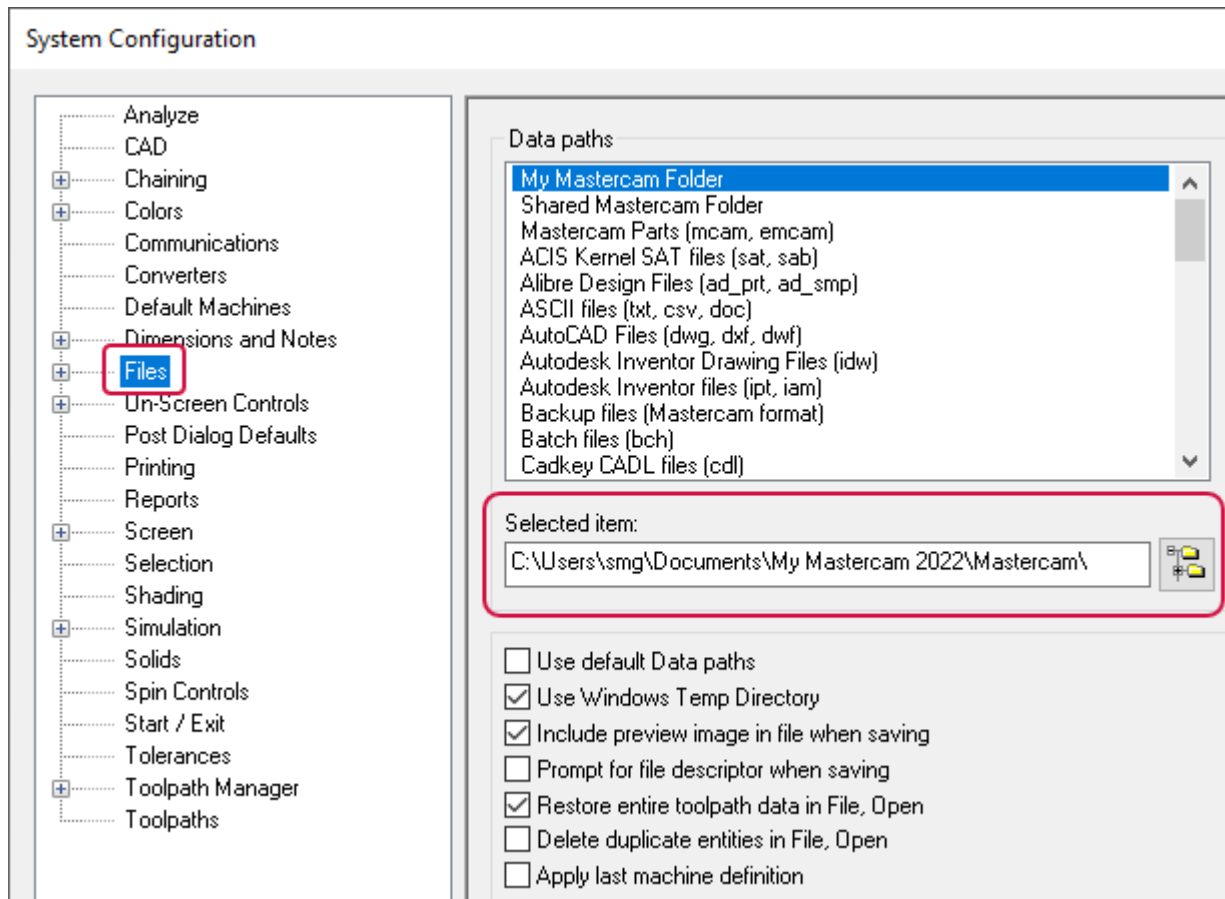 System Configuration
Analyze
CAD
Chaining
Colors
Communications
Converters
Default Machines
Dimensions and Notes
Files
On-Screen Controls
Post Dialog Defaults
Printing
Reports
Screen
Selection
Shading
Simulation
Solids
Spin Controls
Start / Exit
Tolerances
Toolpath Manager
Toolpaths
Data paths
My Mastercam Folder
Shared Mastercam Folder
Mastercam Parts (mcam, emcam)
ACIS Kernel SAT files (sat, sab)
Alibre Design Files (ad_prt, ad_smp)
ASCII files (txt, csv, doc)
AutoCAD Files (dwg, dxf, dwf)
Autodesk Inventor Drawing Files (idw)
Autodesk Inventor files (ipt, iam)
Backup files (Mastercam format)
Batch files (bch)
Cadkey CADL files (cdl)
Selected item:
C:\Users\smg\Documents\My Mastercam 2022\Mastercam\
Use default Data paths
Use Windows Temp Directory
Include preview image in file when saving
Prompt for file descriptor when saving
Restore entire toolpath data in File, Open
Delete duplicate entities in File, Open
Apply last machine definition